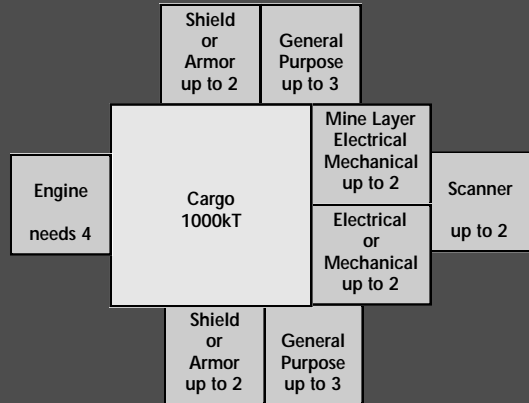 Shield
or
Armor
up to 2
General
Purpose
up to 3
Mine Layer
Electrical
Mechanical
up to 2
Engine
needs 4
Cargo
1000kT
Scanner
up to 2
Electrical
or
Mechanical
up to 2
Shield
or
Armor
up to 2
General
Purpose
up to 3